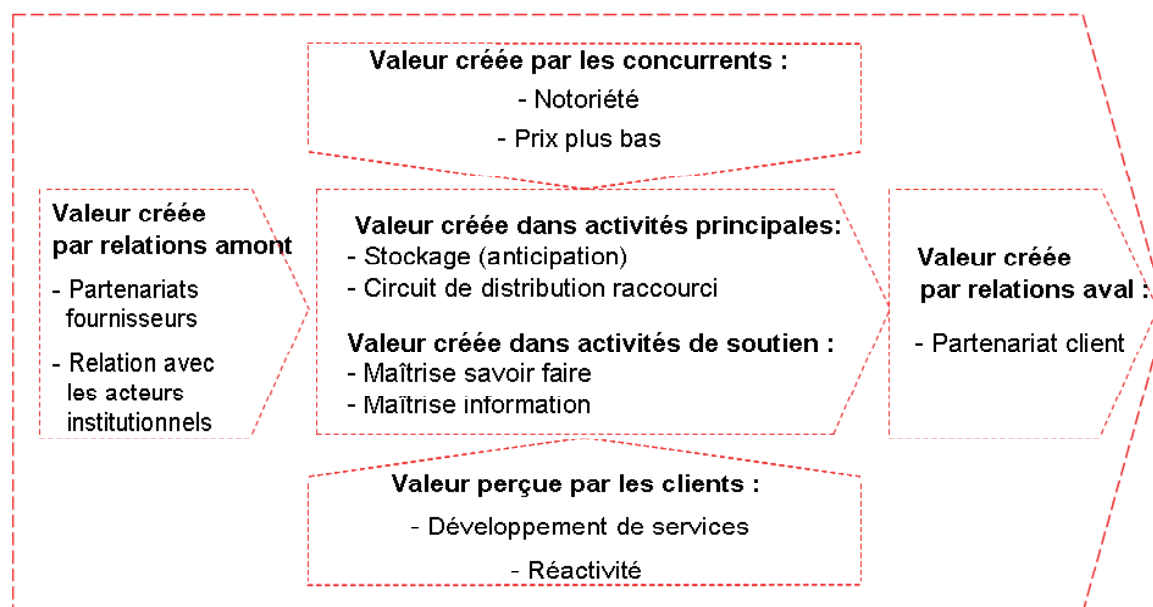 Valeur créée par les concurrents :
- Notoriété
- Prix plus bas
Valeur créée
par relations amont
- Partenariats
fournisseurs
- Relation avec
les acteurs
institutionnels
Valeur créée dans activités principales:
- Stockage (anticipation)
- Circuit de distribution raccourci
Valeur créée dans activités de soutien :
- Maîtrise savoir faire
- Maîtrise information
Valeur créée
par relations aval :
- Partenariat client
Valeur perçue par les clients :
- Développement de services
- Réactivité